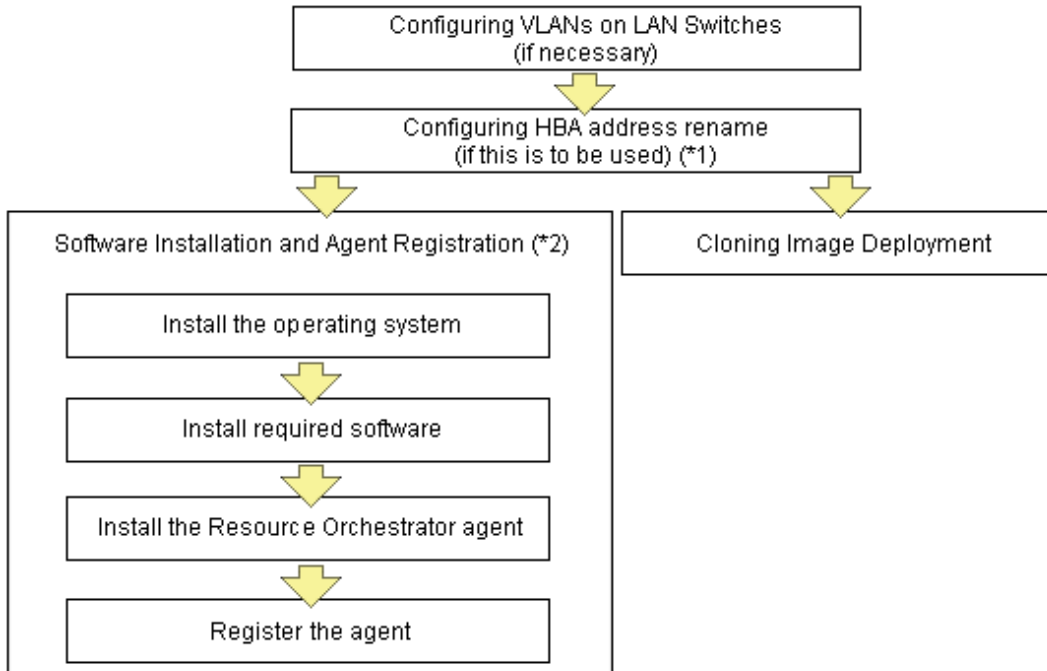 Configuring VLANs on LAN Switches
(if necessary)
Configuring HBA address rename
(if this is to be used) (*1)
Software Installation and Agent Registration (*2)
Install the operating system
Install required software
Install the Resource Orchestrator agent
Register the agent
Cloning Image Deployment